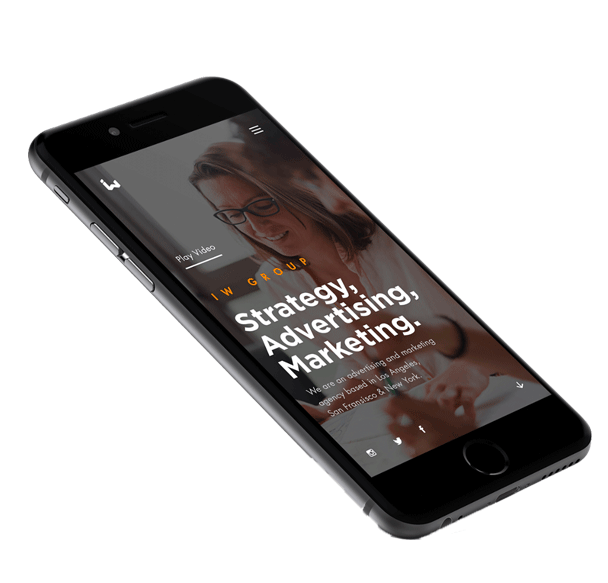 iw
Play Video
IW GROUP
Strategy,
Advertising,
Marketing.
We are an advertising and marketing
agency based in Los Angeles,
San Fransisco & New York.